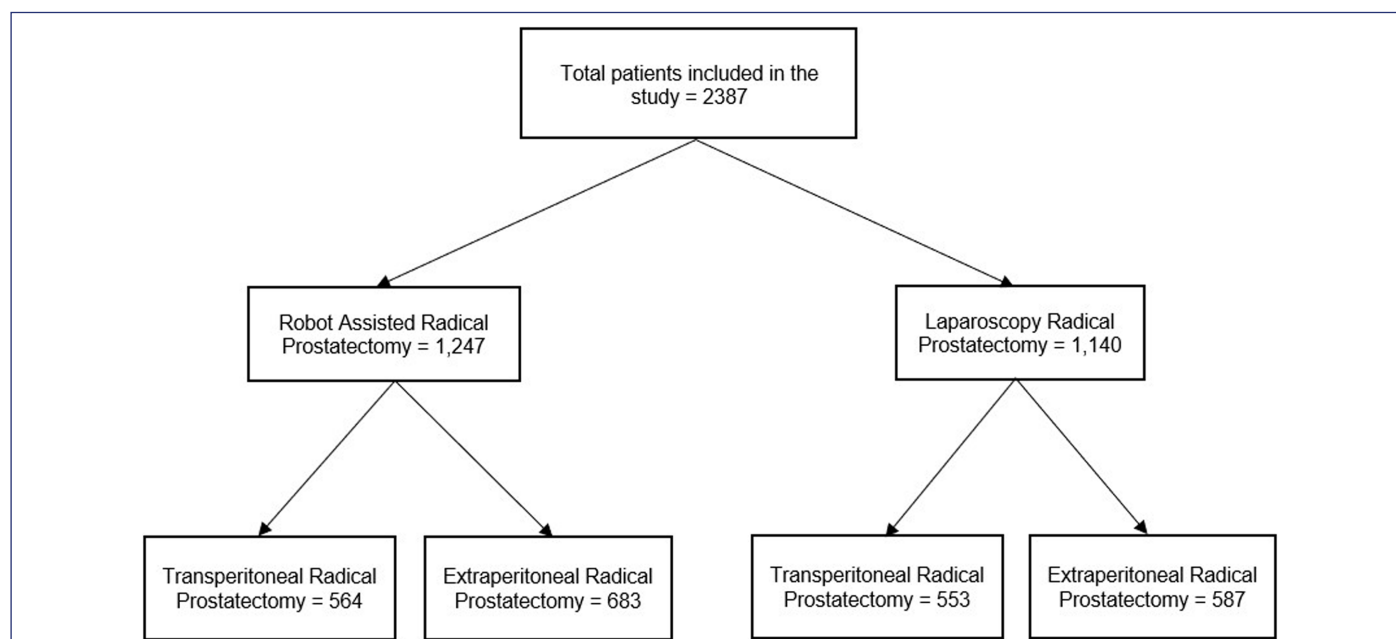 Total patients included in the
study = 2387
Robot Assisted Radical
Prostatectomy = 1,247
Laparoscopy Radical
Prostatectomy = 1,140
Transperitoneal Radical
Prostatectomy = 564
Extraperitoneal Radical
Prostatectomy = 683
Transperitoneal Radical
Prostatectomy = 553
Extraperitoneal Radical
Prostatectomy = 587